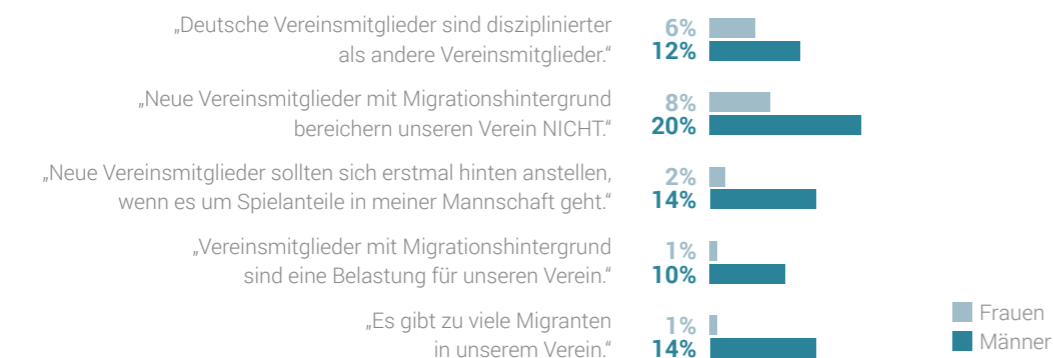 „Deutsche Vereinsmitglieder sind disziplinierter
als andere Vereinsmitglieder.“
6%
12%
„Neue Vereinsmitglieder mit Migrationshintergrund
bereichern unseren Verein NICHT.“
8%
20%
„Neue Vereinsmitglieder sollten sich erstmal hinten anstellen,
wenn es um Spielanteile in meiner Mannschaft geht.“
2%
14%
„Vereinsmitglieder mit Migrationshintergrund
sind eine Belastung für unseren Verein.“
1%
10%
„Es gibt zu viele Migranten
in unserem Verein.“
1%
14%
Frauen
Männer